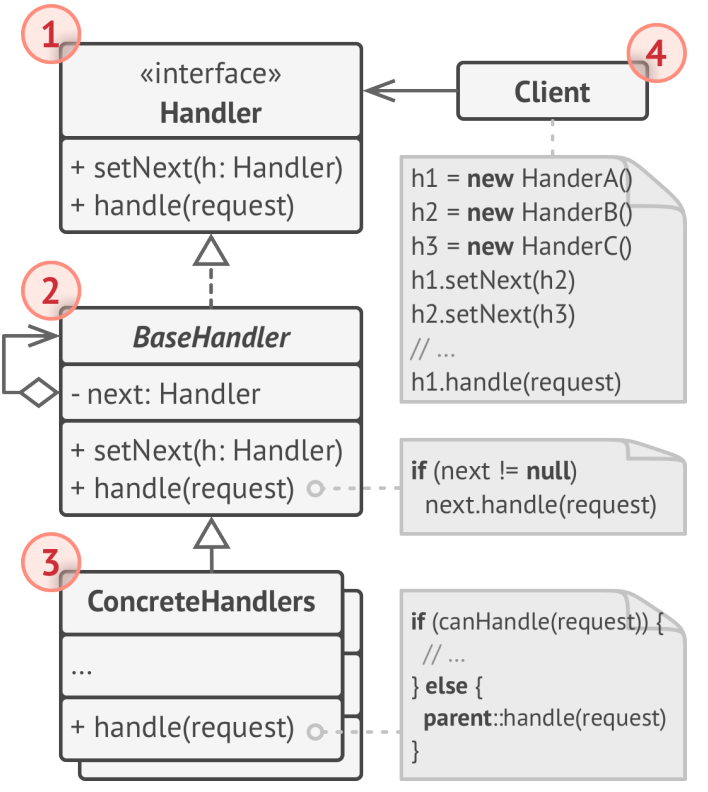 1
«interface»
Handler
+ setNext(h: Handler)
+ handle(request)
4
Client
h1 = new HanderA()
h2 = new HanderB()
h3 = new HanderC()
h1.setNext(h2)
h2.setNext(h3)
// ...
h1.handle(request)
2
BaseHandler
- next: Handler
+ setNext(h: Handler)
+ handle(request)
if (next != null)
next.handle(request)
3
ConcreteHandlers
...
+ handle(request)
if (canHandle(request)) {
// ...
} else {
parent::handle(request)
}